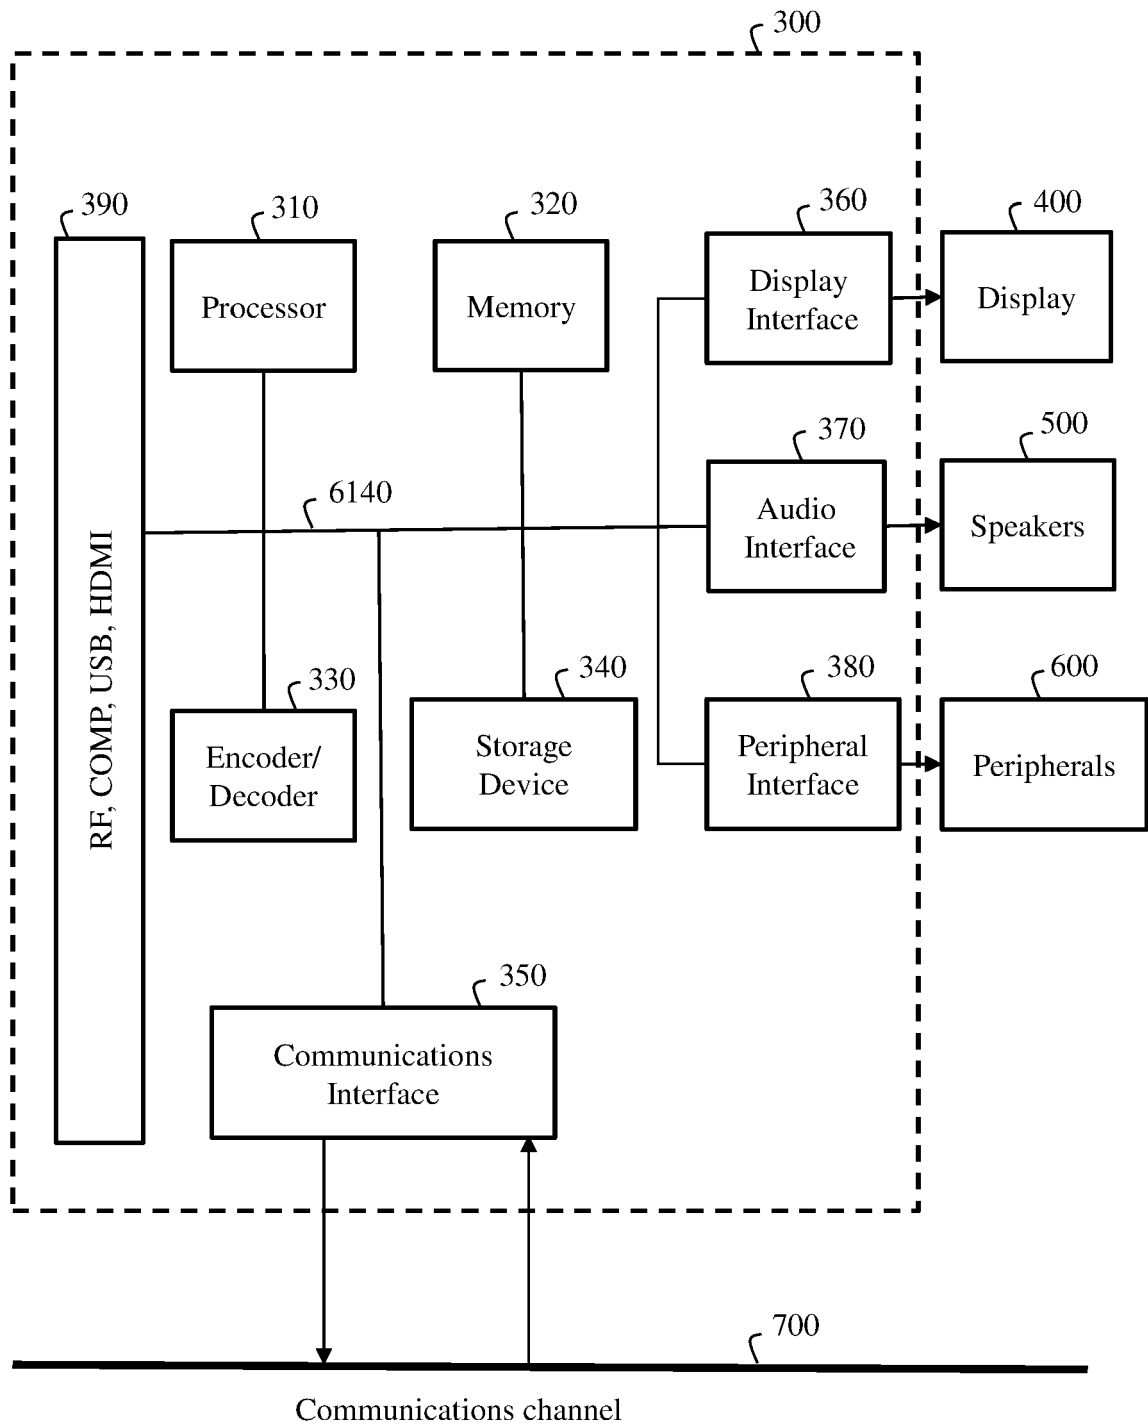 300
390
310
320
360
400
Processor
Memory
Display
Interface
Display
370
500
6140
Audio
Interface
Speakers
RF, COMP, USB, HDMI
330
340
380
600
Encoder/
Decoder
Storage
Device
Peripheral
Interface
Peripherals
350
Communications
Interface
700
Communications channel